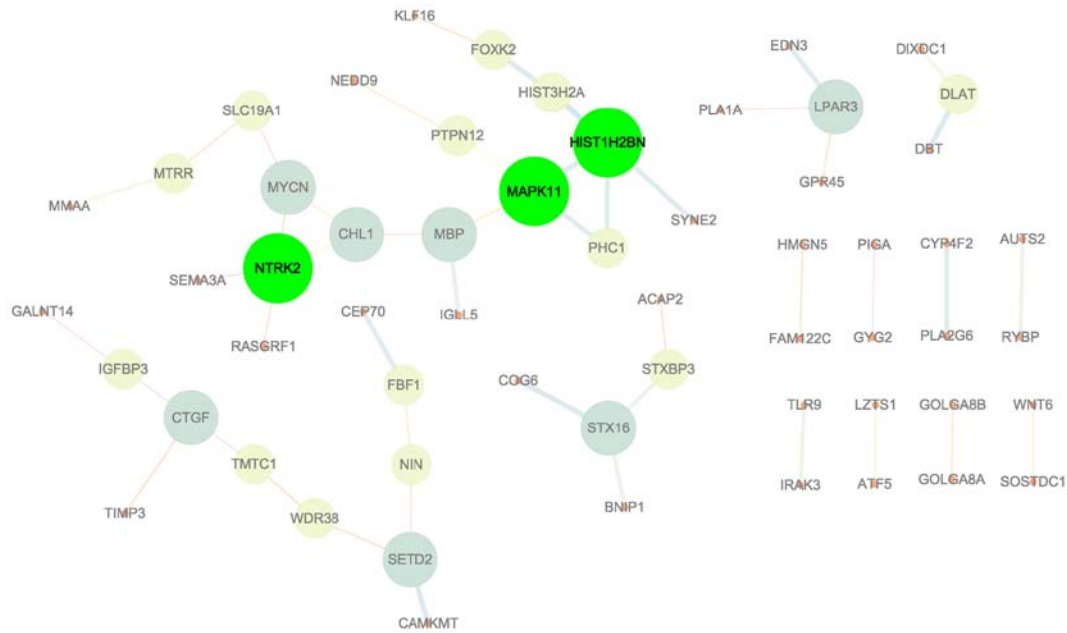 KLF16
FOXK2
EDN3
DIXDC1
NEDD9
HIST3H2A
DLAT
SLC19A1
PLA1A
LPAR3
PTPN12
HIST1H2BN
DBT
MTRR
MYCN
MAPK11
GPR45
MMAA
SYNE2
CHL1
MBP
PHC1
HMGN5
PIGA
CYP4F2
AUTS2
NTRK2
SEMA3A
ACAP2
GALNT14
CEP70
IGLL5
RASGRF1
FAM122C
GYG2
PLA2G6
RYBP
IGFBP3
FBF1
STXBP3
COG6
CTGF
STX16
TLR9
LZTS1
GOLGA8B
WNT6
TMTC1
NIN
IRAK3
ATF5
GOLGA8A
SOSTDC1
TIMP3
WDR38
BNIP1
SETD2
CAMKMT